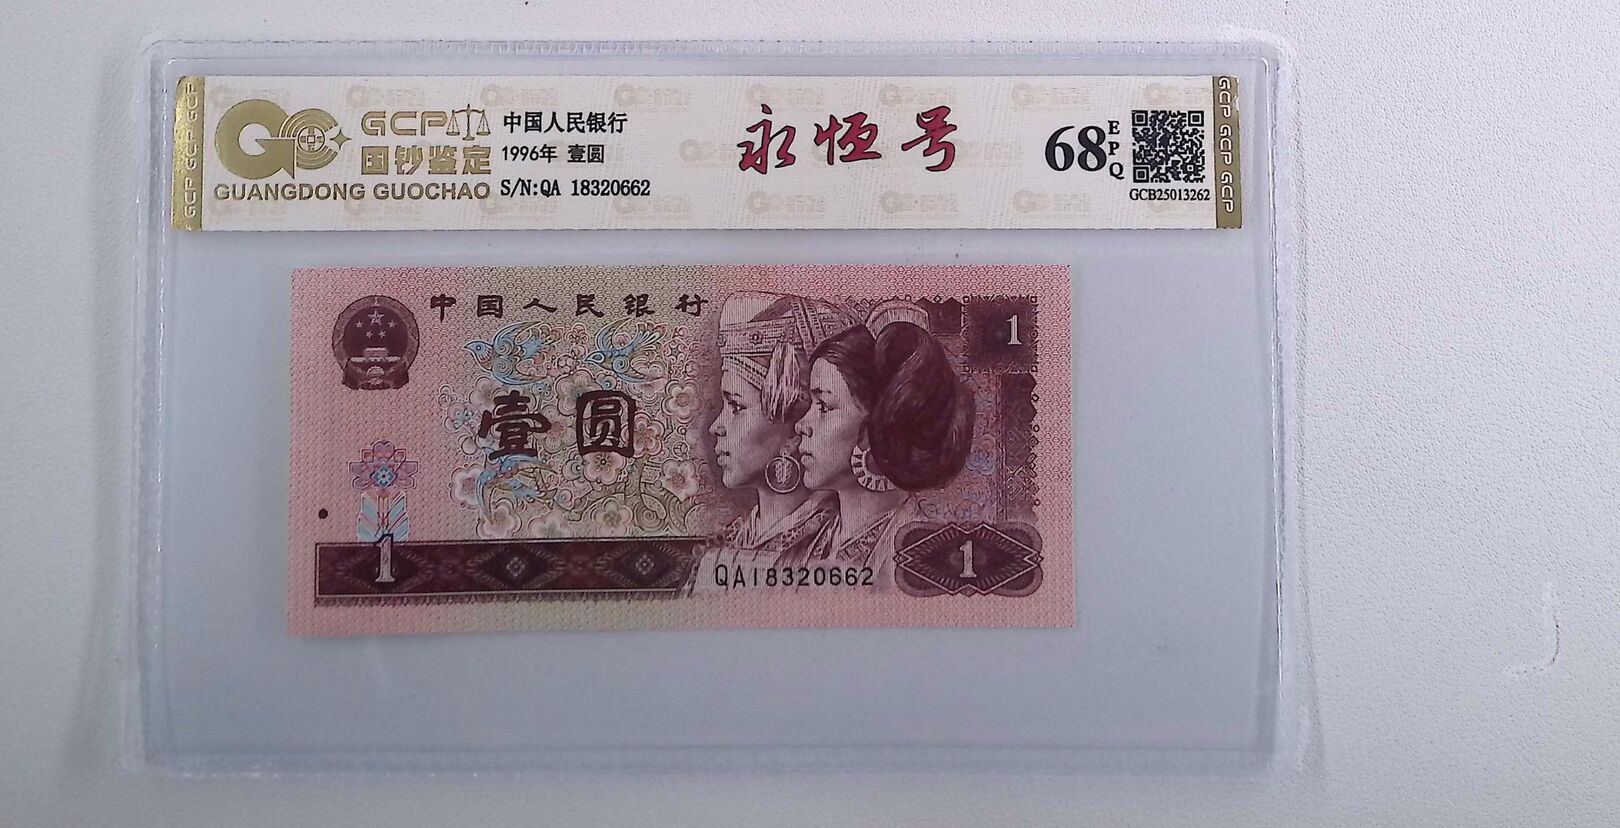 GCP
国钞鉴定
GUANGDONG GUOCHAO
中国人民银行
1996年 壹圆
S/N:QA 18320662
永恒号
68 EPQ
GCB25013262
GCP GCP GCP
GCP GCP GCP
中国人民银行
1
壹圆
1
QA18320662
1